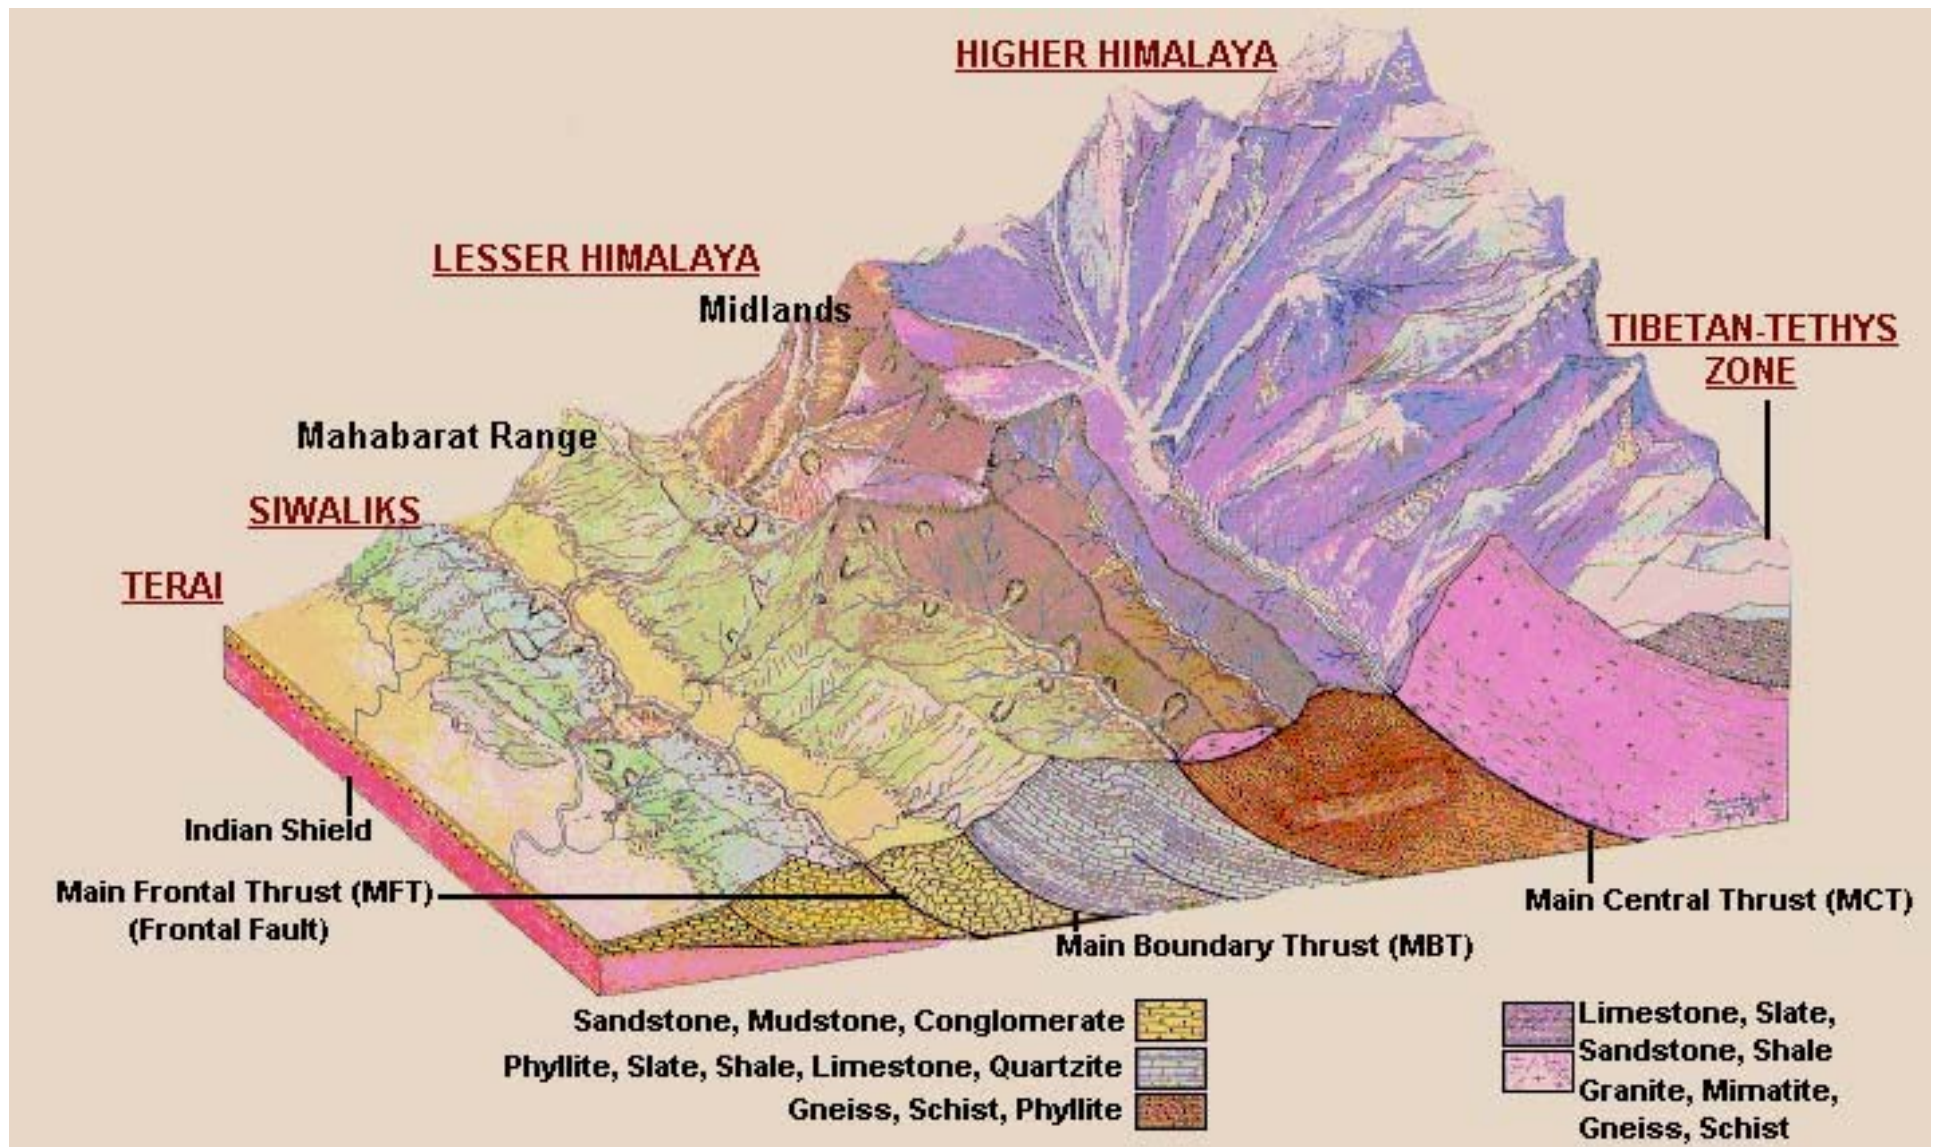 HIGHER HIMALAYA
LESSER HIMALAYA
Midlands
TIBETAN-TETHYS
ZONE
Mahabarat Range
SIWALIKS
TERAI
Indian Shield
Main Frontal Thrust (MFT)
(Frontal Fault)
Main Central Thrust (MCT)
Main Boundary Thrust (MBT)
Sandstone, Mudstone, Conglomerate
Phyllite, Slate, Shale, Limestone, Quartzite
Gneiss, Schist, Phyllite
Limestone, Slate,
Sandstone, Shale
Granite, Mimatite,
Gneiss, Schist